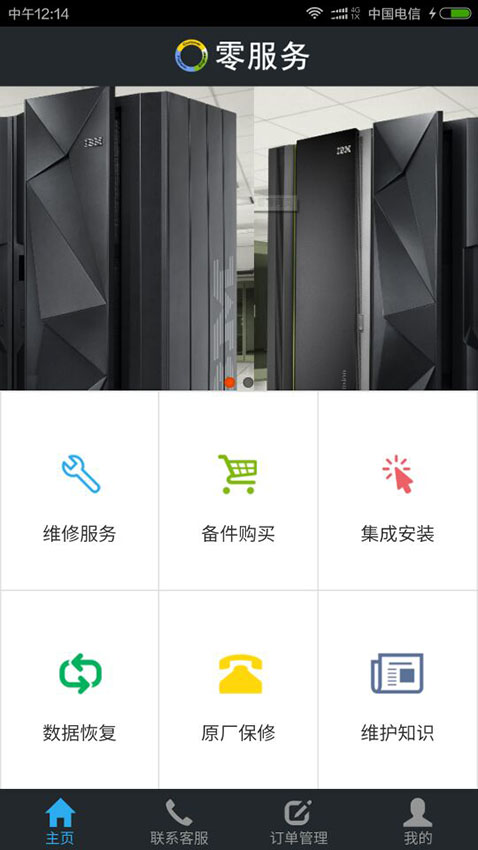 中午12:14
4G
1X
中国电信
零服务
IBM
IBM
维修服务
备件购买
集成安装
数据恢复
原厂保修
维护知识
主页
联系客服
订单管理
我的